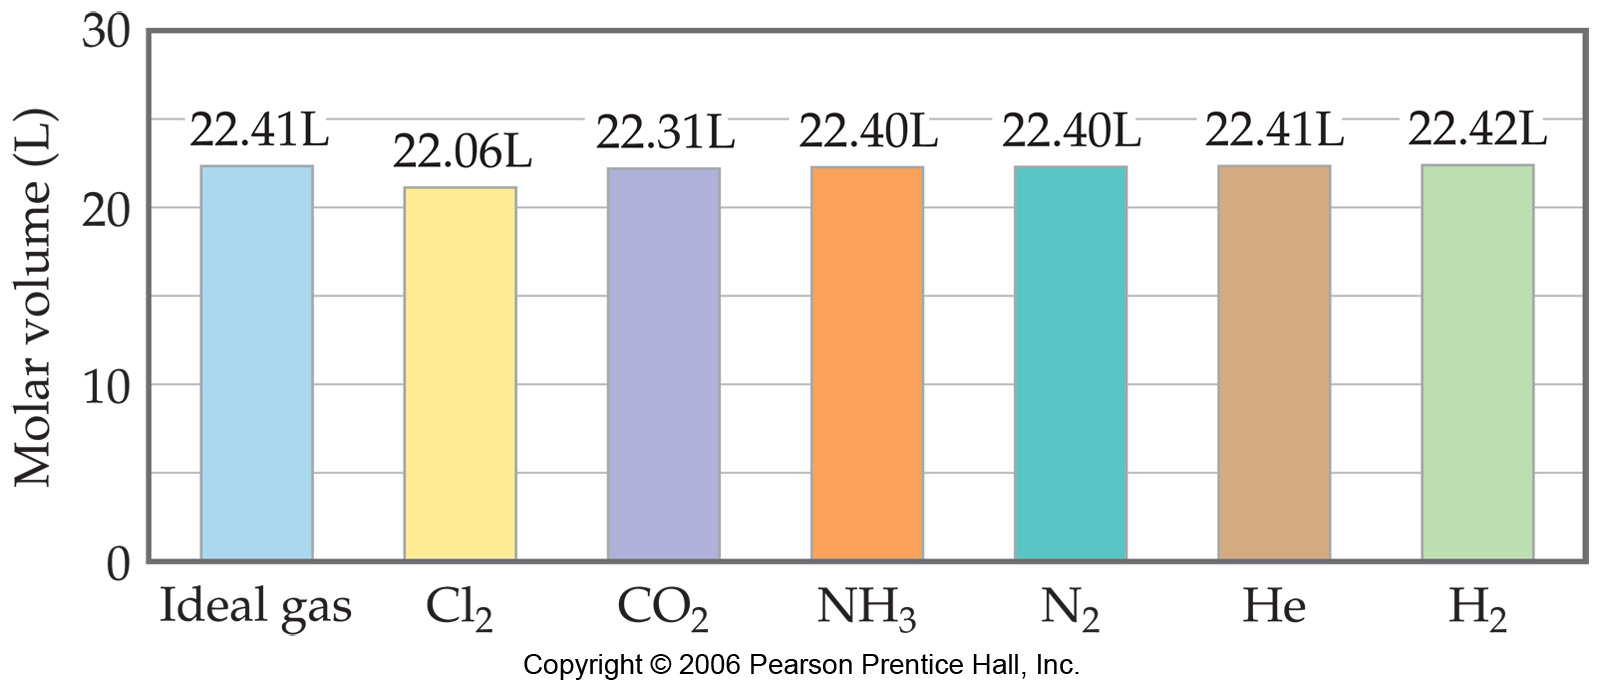 30
22.41L
22.06L
22.31L
22.40L
22.40L
22.41L
22.42L
20
10
0
Molar volume (L)
Ideal gas
Cl₂
CO₂
NH₃
N₂
He
H₂
Copyright © 2006 Pearson Prentice Hall, Inc.